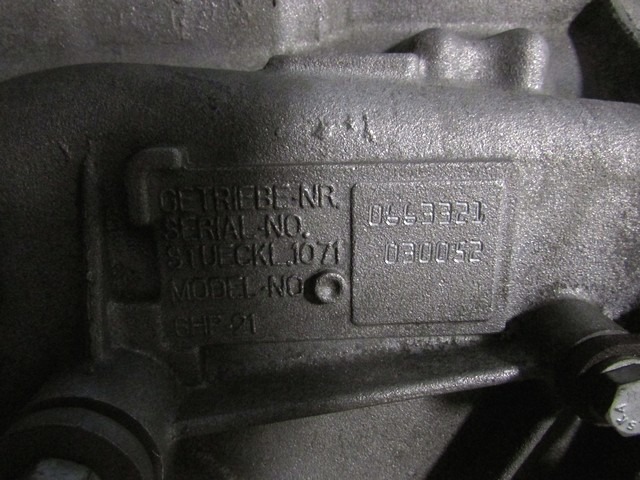 GETRIEBE-NR.
SERIAL-NO.
STUECKL.1071
MODEL-NO
6HP-21
0663321
030052